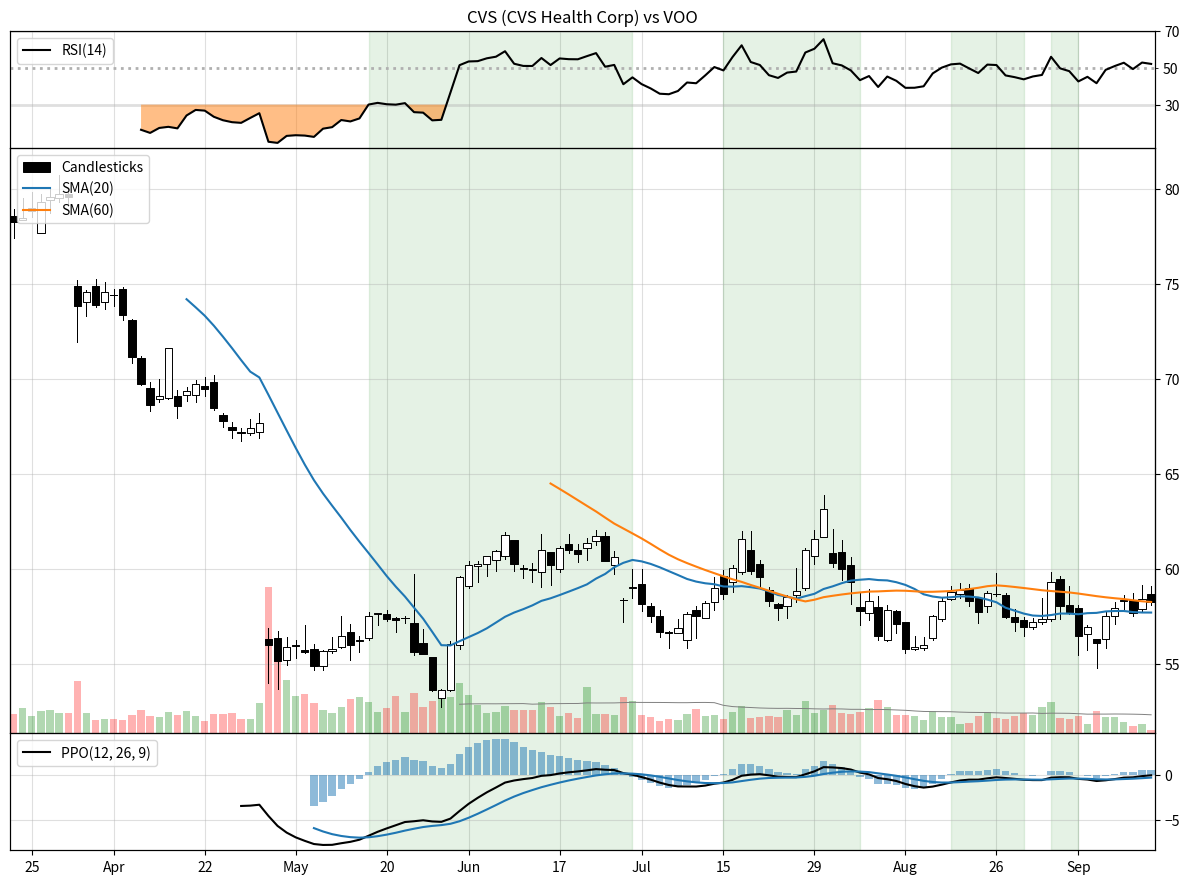 CVS (CVS Health Corp) vs VOO
RSI(14)
70
50
30
Candlesticks
SMA(20)
SMA(60)
80
75
70
65
60
55
PPO(12, 26, 9)
0
−5
25 Apr 22 May 20 Jun 17 Jul 15 29 Aug 26 Sep